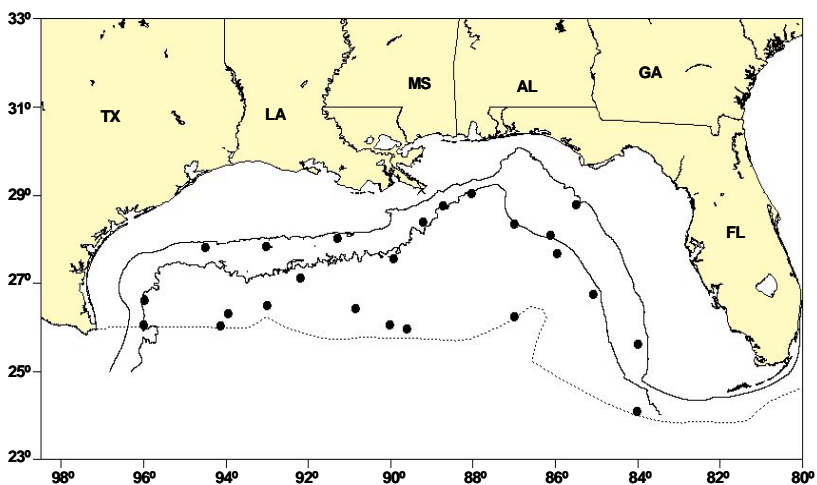 33º
31º
29º
27º
25º
23º
TX
LA
MS
AL
GA
FL
98º 96º 94º 92º 90º 88º 86º 84º 82º 80º